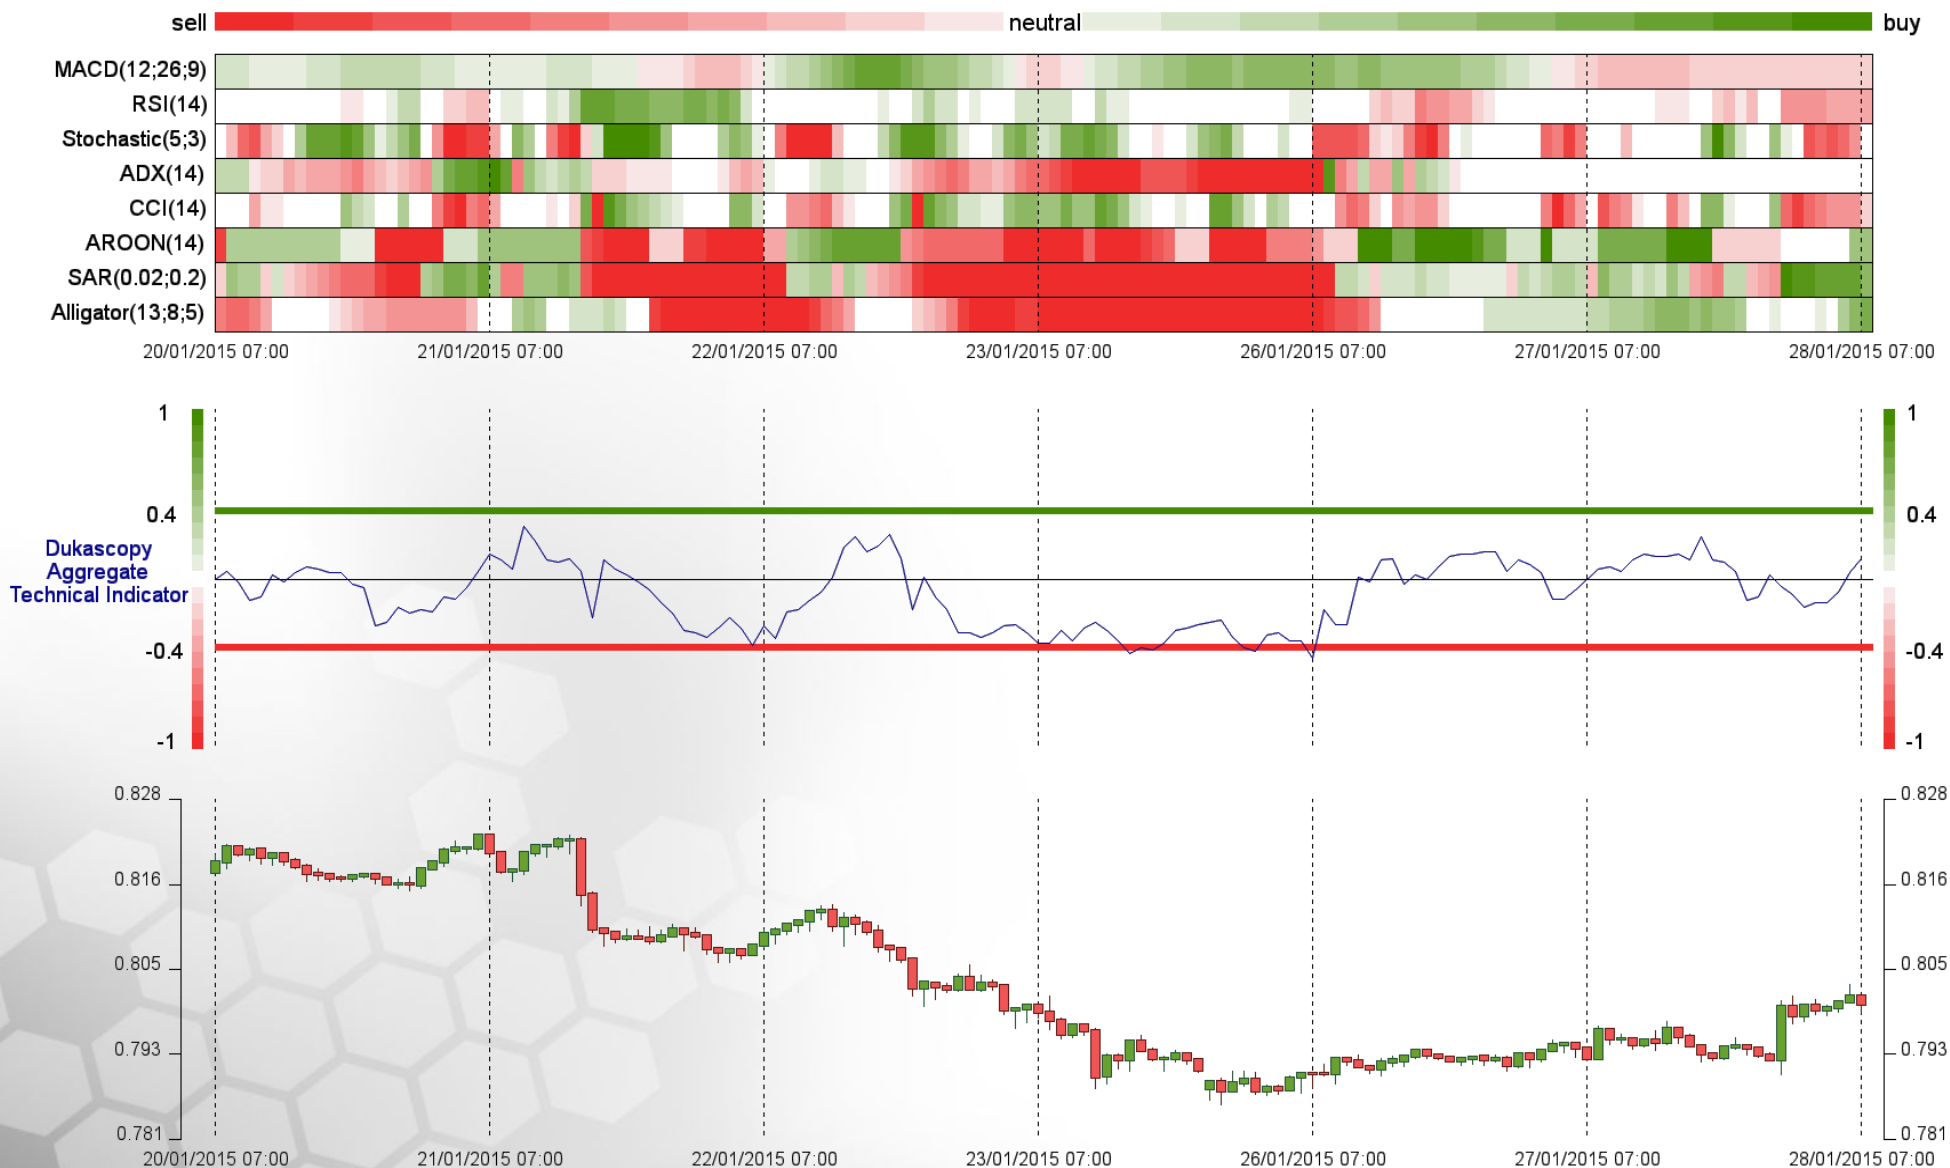 sell neutral buy
MACD(12;26;9)
RSI(14)
Stochastic(5;3)
ADX(14)
CCI(14)
AROON(14)
SAR(0.02;0.2)
Alligator(13;8;5)
20/01/2015 07:00 21/01/2015 07:00 22/01/2015 07:00 23/01/2015 07:00 26/01/2015 07:00 27/01/2015 07:00 28/01/2015 07:00
1 1
0.4 0.4
Dukascopy
Aggregate
Technical Indicator
-0.4 -0.4
-1 -1
0.828 0.828
0.816 0.816
0.805 0.805
0.793 0.793
0.781 0.781
20/01/2015 07:00 21/01/2015 07:00 22/01/2015 07:00 23/01/2015 07:00 26/01/2015 07:00 27/01/2015 07:00 28/01/2015 07:00